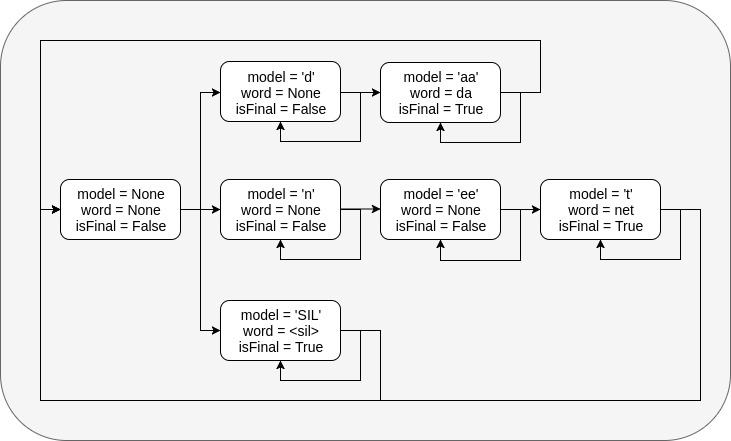 model = 'd'
word = None
isFinal = False
model = 'aa'
word = da
isFinal = True
model = None
word = None
isFinal = False
model = 'n'
word = None
isFinal = False
model = 'ee'
word = None
isFinal = False
model = 't'
word = net
isFinal = True
model = 'SIL'
word = <sil>
isFinal = True